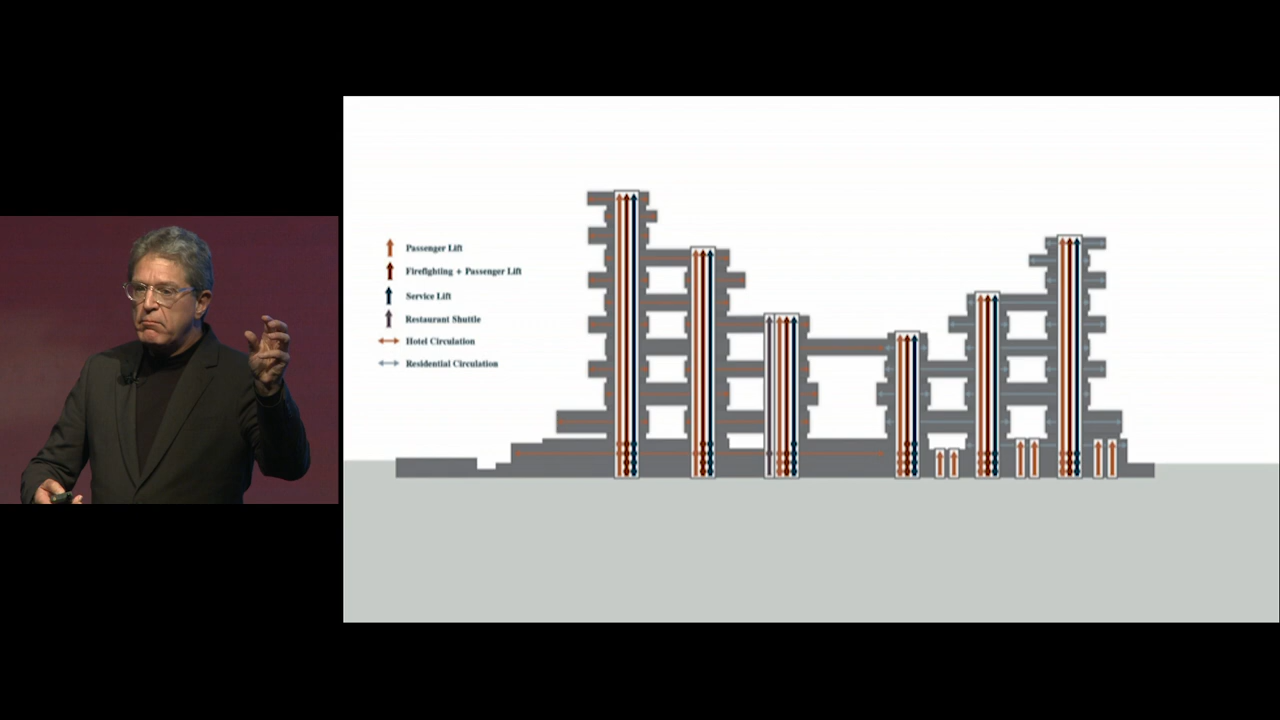 Passenger Lift
Firefighting + Passenger Lift
Service Lift
Restaurant Shuttle
Hotel Circulation
Residential Circulation